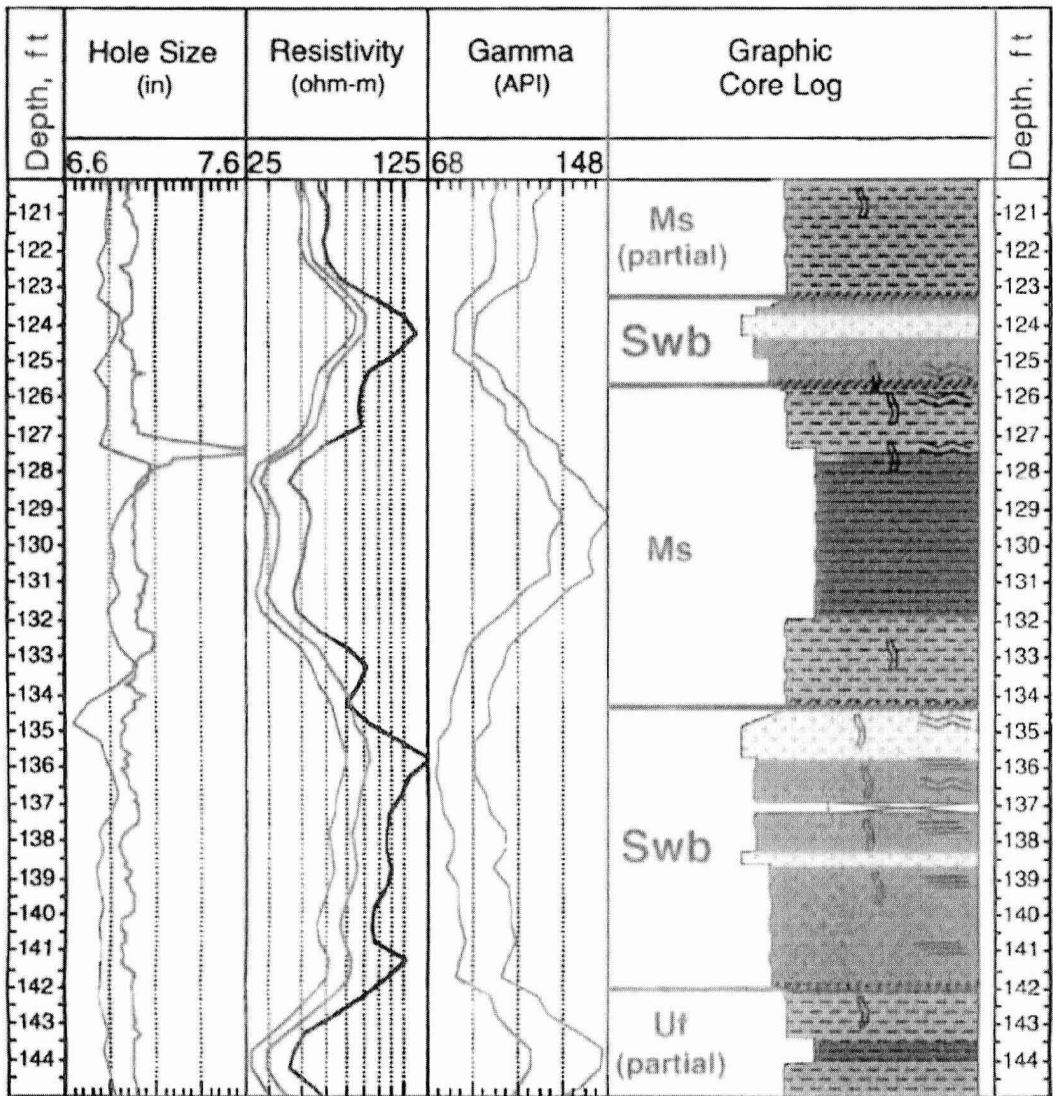 Depth, ft
Hole Size
(in)
Resistivity
(ohm-m)
Gamma
(API)
Graphic
Core Log
Depth. ft
6.6 7.6 25 125 68 148
-121
-122
-123
-124
-125
-126
-127
-128
-129
-130
-131
-132
-133
-134
-135
-136
-137
-138
-139
-140
-141
-142
-143
-144
Ms
(partial)
Swb
Ms
Swb
Uf
(partial)
-121
-122
-123
-124
-125
-126
-127
-128
-129
-130
-131
-132
-133
-134
-135
-136
-137
-138
-139
-140
-141
-142
-143
-144